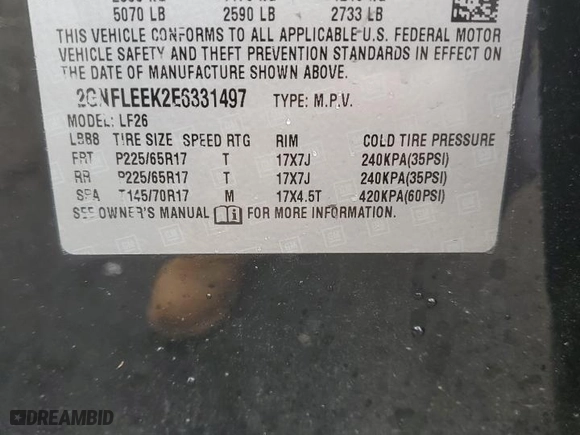 5070 LB 2590 LB 2733 LB
THIS VEHICLE CONFORMS TO ALL APPLICABLE U.S. FEDERAL MOTOR
VEHICLE SAFETY AND THEFT PREVENTION STANDARDS IN EFFECT ON
THE DATE OF MANUFACTURE SHOWN ABOVE.
2GNFLEEK2E6331497 TYPE: M.P.V.
MODEL: LF26
LBB8 TIRE SIZE SPEED RTG RIM COLD TIRE PRESSURE
FRT P225/65R17 T 17X7J 240KPA(35PSI)
RR P225/65R17 T 17X7J 240KPA(35PSI)
SPA T145/70R17 M 17X4.5T 420KPA(60PSI)
SEE OWNER'S MANUAL FOR MORE INFORMATION.
DREAMBID